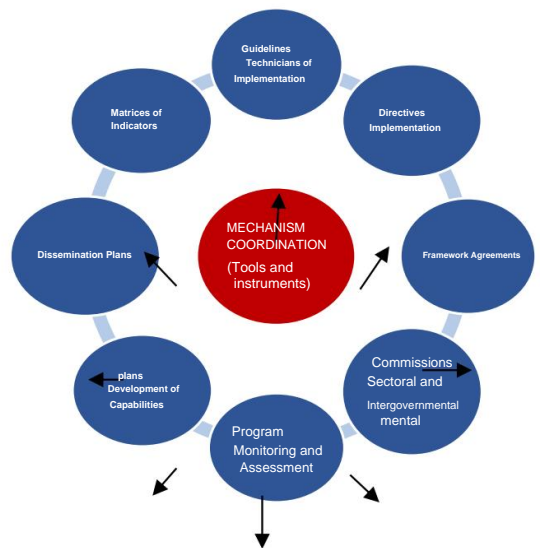 Guidelines
Technicians of
Implementation
Matrices of
Indicators
Directives
Implementation
MECHANISM
COORDINATION
(Tools and
instruments)
Dissemination Plans
Framework Agreements
plans
Development of
Capabilities
Commissions
Sectoral and
Intergovernmental
mental
Program
Monitoring and
Assessment